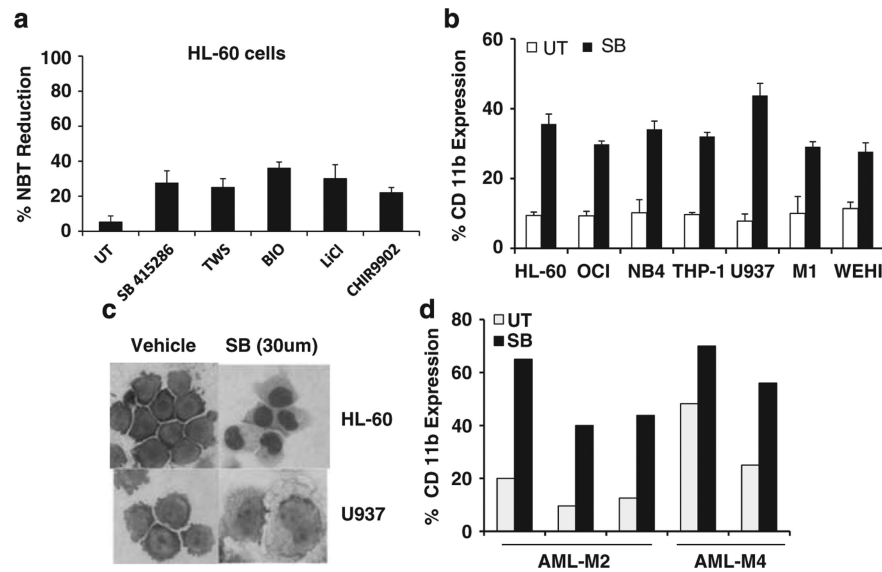 a
HL-60 cells
% NBT Reduction
100
80
60
40
20
0
UT
SB 415286
TWS
BIO
LiCl
CHIR9902
b
UT SB
% CD 11b Expression
60
40
20
0
HL-60 OCI NB4 THP-1 U937 M1 WEHI
c
Vehicle SB (30um)
HL-60
U937
d
UT
SB
% CD 11b Expression
80
60
40
20
0
AML-M2 AML-M4